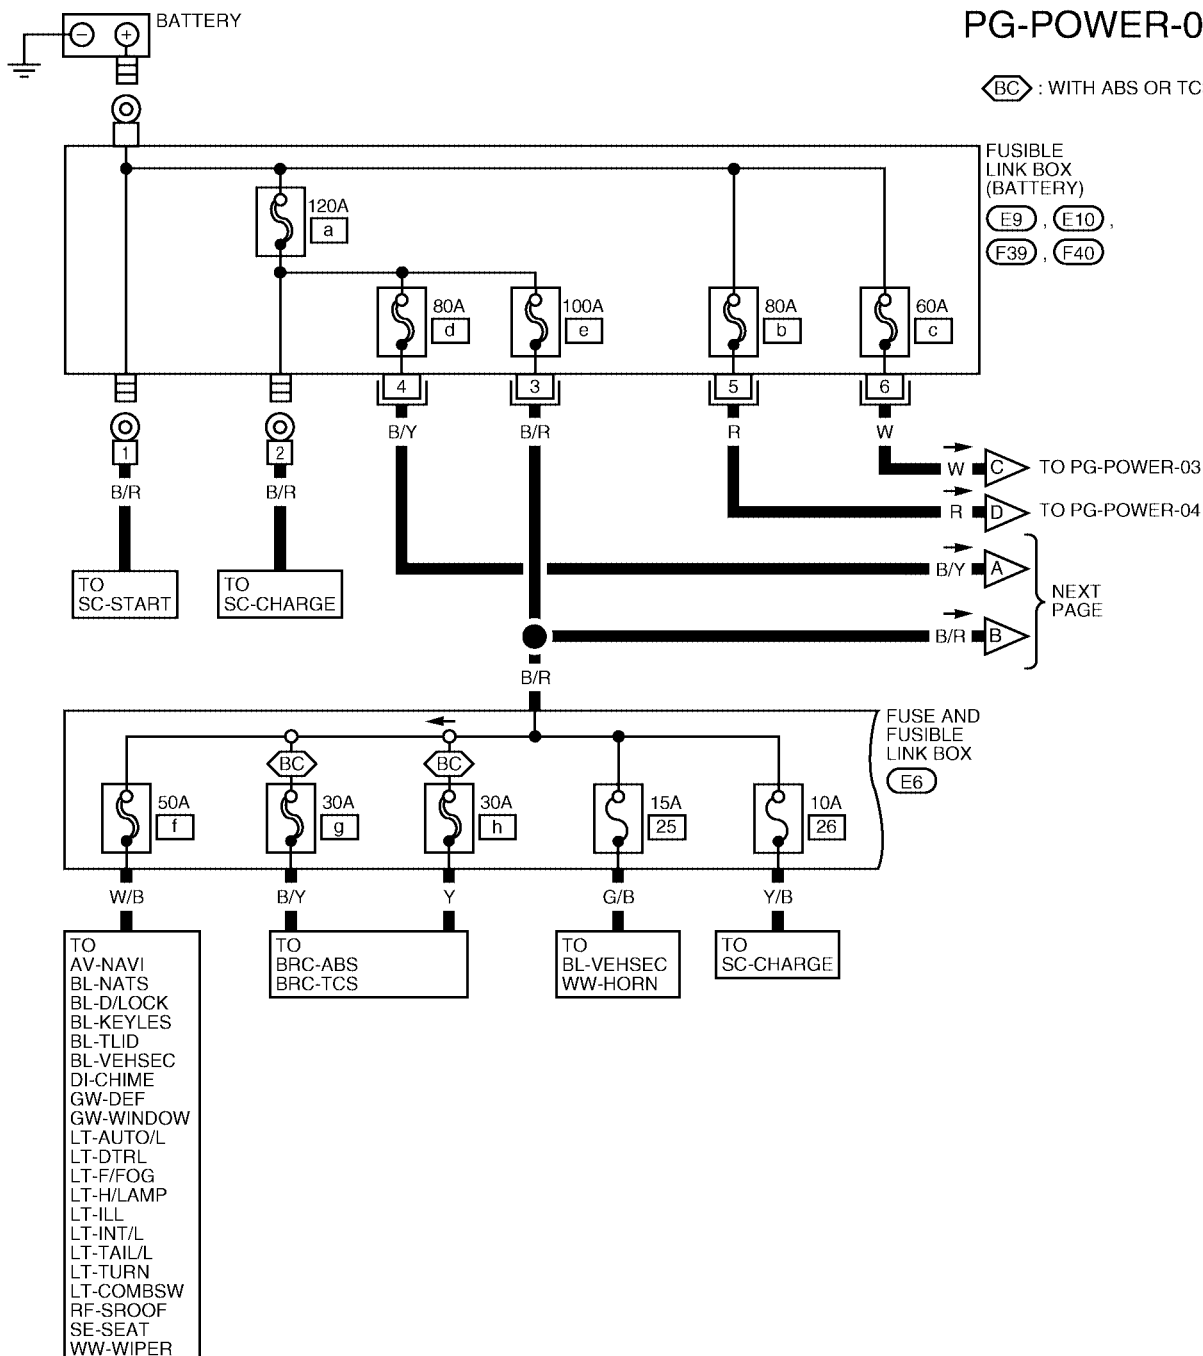 BATTERY
PG-POWER-0
BC : WITH ABS OR TC
− +
FUSIBLE
LINK BOX
(BATTERY)
E9 , E10 ,
F39 , F40
120A
a
80A
d
100A
e
80A
b
60A
c
4 3 5 6
B/Y B/R R W
1 2
B/R B/R
W C TO PG-POWER-03
R D TO PG-POWER-04
B/Y A
B/R B
NEXT
PAGE
TO
SC-START
TO
SC-CHARGE
B/R
FUSE AND
FUSIBLE
LINK BOX
E6
BC BC
50A
f
30A
g
30A
h
15A
25
10A
26
W/B B/Y Y G/B Y/B
TO
AV-NAVI
BL-NATS
BL-D/LOCK
BL-KEYLES
BL-TLID
BL-VEHSEC
DI-CHIME
GW-DEF
GW-WINDOW
LT-AUTO/L
LT-DTRL
LT-F/FOG
LT-H/LAMP
LT-ILL
LT-INT/L
LT-TAIL/L
LT-TURN
LT-COMBSW
RF-SROOF
SE-SEAT
WW-WIPER
TO
BRC-ABS
BRC-TCS
TO
BL-VEHSEC
WW-HORN
TO
SC-CHARGE